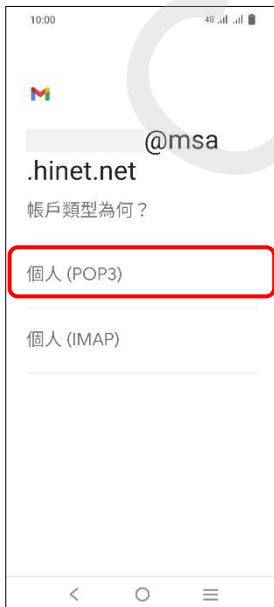 10:00
4G
@msa
.hinet.net
帳戶類型為何？
個人 (POP3)
個人 (IMAP)